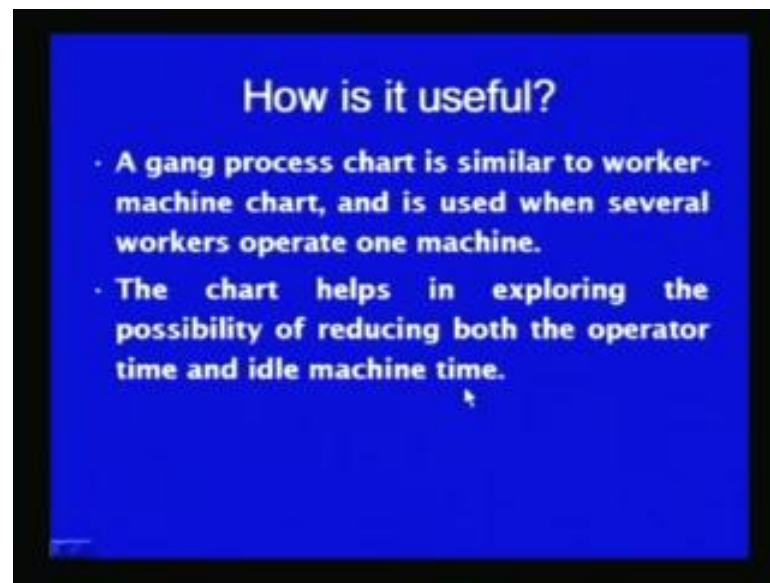 How is it useful?
· A gang process chart is similar to worker-
machine chart, and is used when several
workers operate one machine.
· The chart helps in exploring the
possibility of reducing both the operator
time and idle machine time.